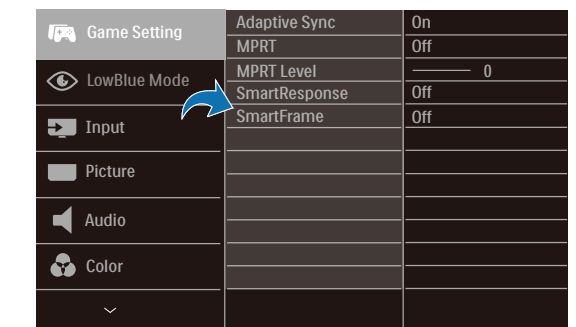 Game Setting
LowBlue Mode
Input
Picture
Audio
Color
Adaptive Sync On
MPRT Off
MPRT Level 0
SmartResponse Off
SmartFrame Off